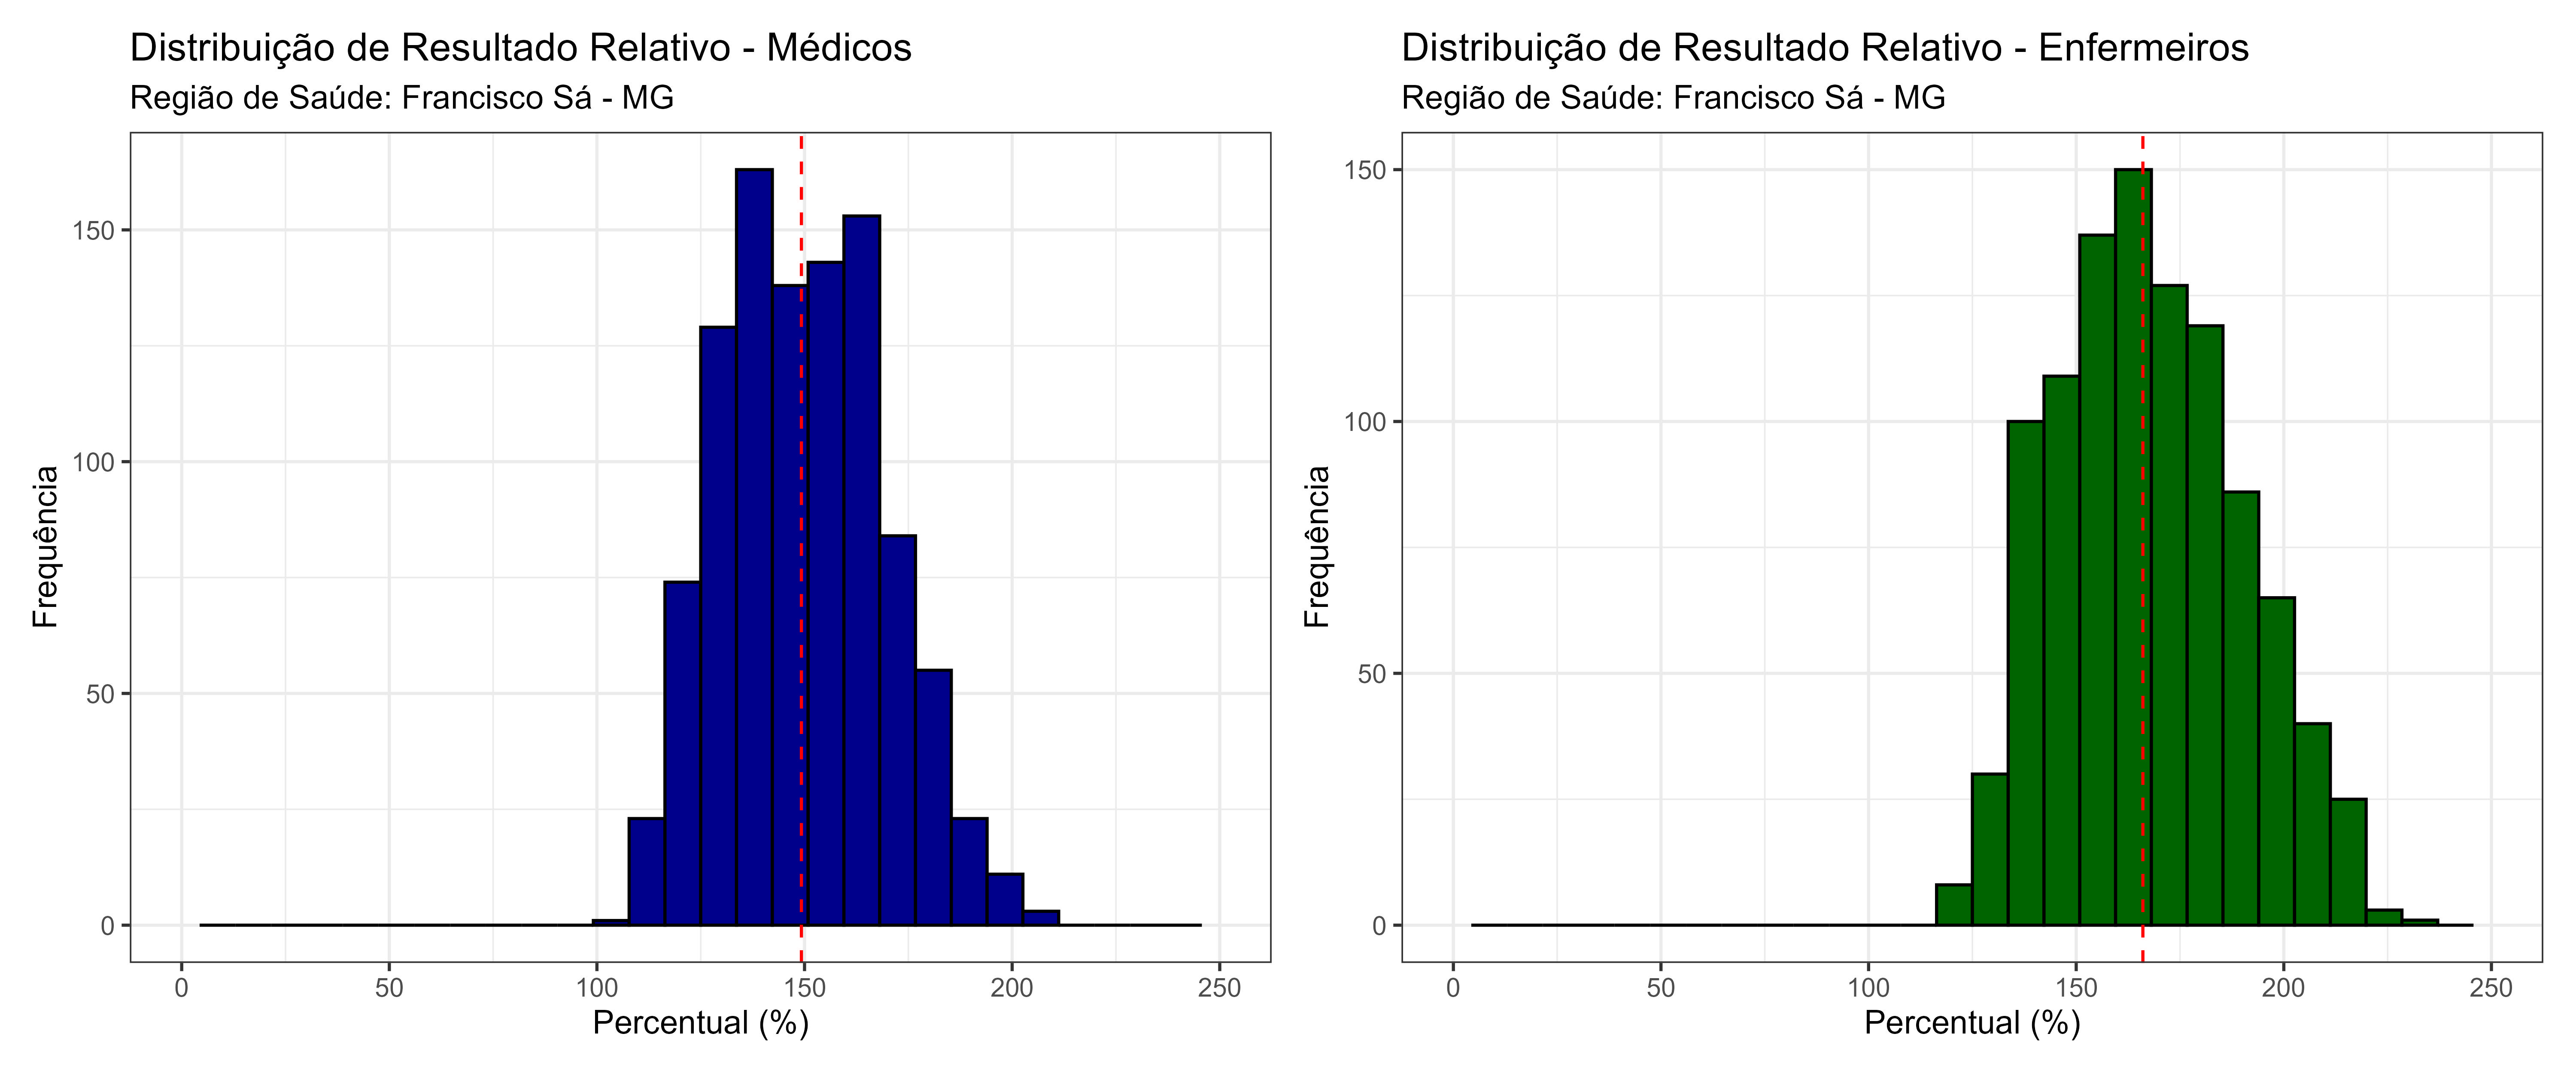 Distribuição de Resultado Relativo - Médicos
Região de Saúde: Francisco Sá - MG
Frequência
150
100
50
0
0 50 100 150 200 250
Percentual (%)
Distribuição de Resultado Relativo - Enfermeiros
Região de Saúde: Francisco Sá - MG
Frequência
150
100
50
0
0 50 100 150 200 250
Percentual (%)